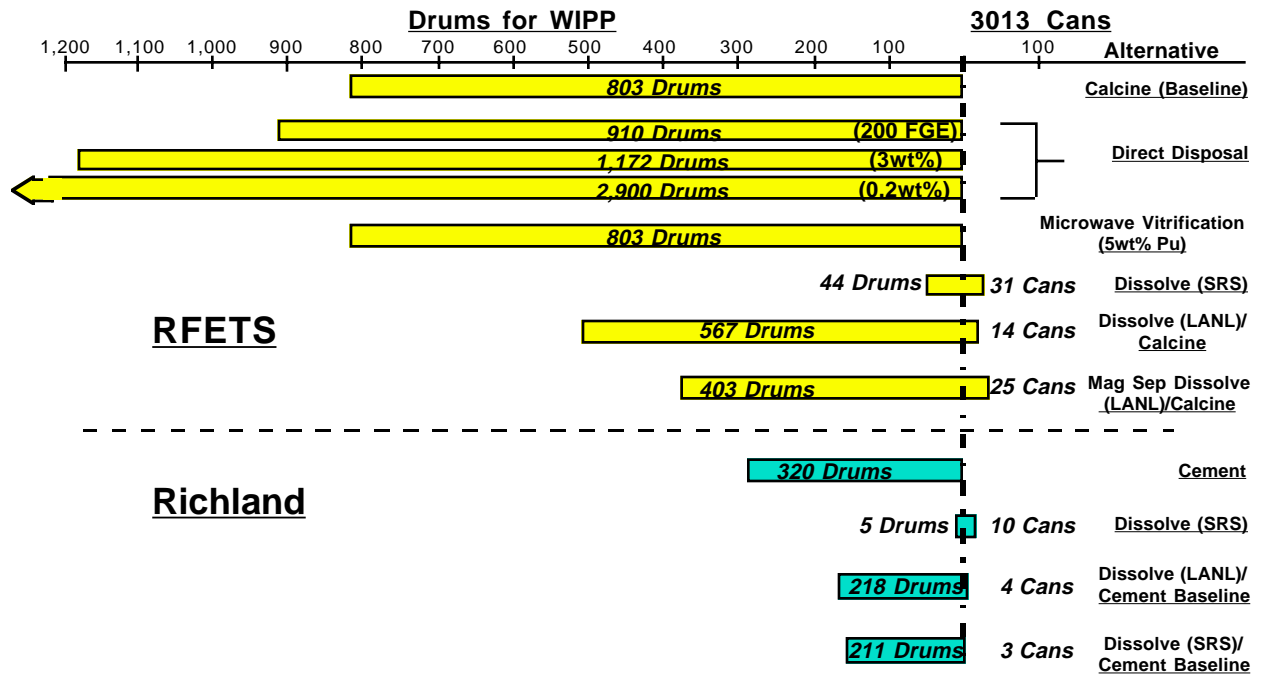 Drums for WIPP 3013 Cans
1,200 1,100 1,000 900 800 700 600 500 400 300 200 100 100 Alternative
803 Drums Calcine (Baseline)
910 Drums (200 FGE)
1,172 Drums (3wt%) Direct Disposal
2,900 Drums (0.2wt%)
803 Drums Microwave Vitrification
(5wt% Pu)
44 Drums 31 Cans Dissolve (SRS)
RFETS
567 Drums 14 Cans Dissolve (LANL)/
Calcine
403 Drums 25 Cans Mag Sep Dissolve
(LANL)/Calcine
320 Drums Cement
Richland
5 Drums 10 Cans Dissolve (SRS)
218 Drums 4 Cans Dissolve (LANL)/
Cement Baseline
211 Drums 3 Cans Dissolve (SRS)/
Cement Baseline